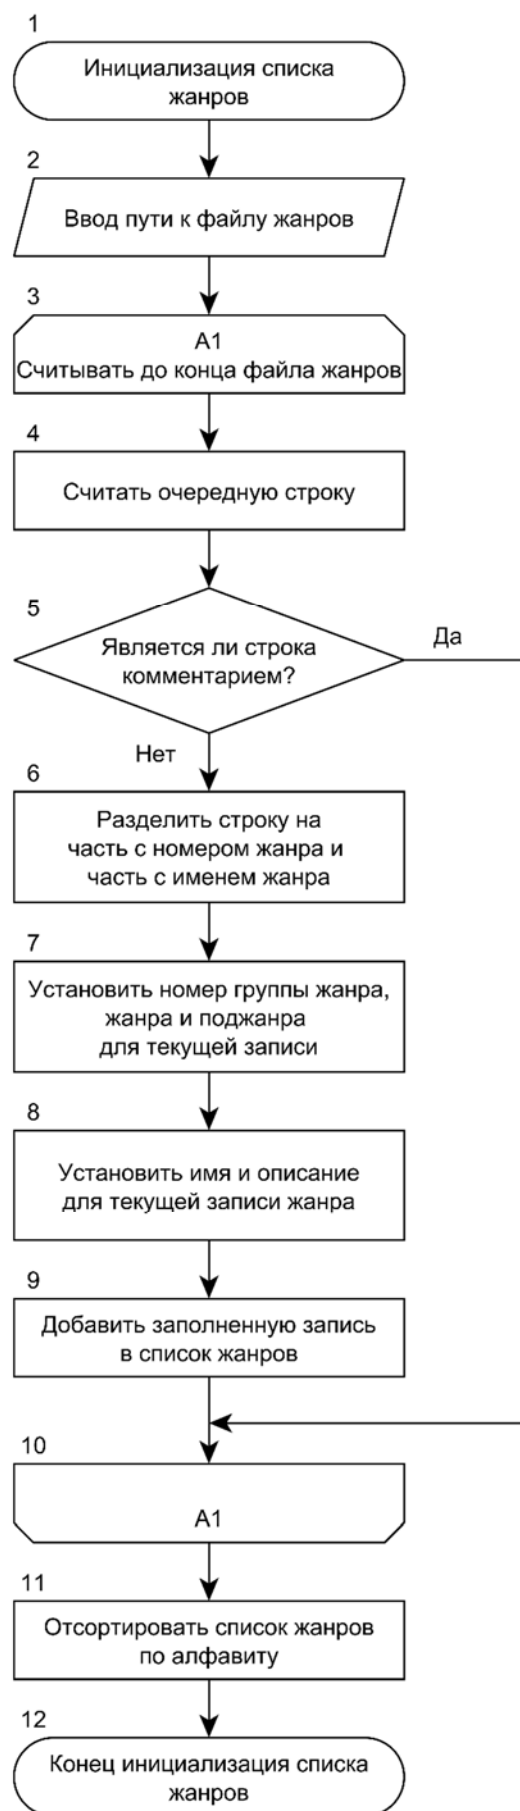 1
Инициализация списка
жанров
2
Ввод пути к файлу жанров
3
А1
Считывать до конца файла жанров
4
Считать очередную строку
5
Является ли строка
комментарием?
Да
Нет
6
Разделить строку на
часть с номером жанра и
часть с именем жанра
7
Установить номер группы жанра,
жанра и поджанра
для текущей записи
8
Установить имя и описание
для текущей записи жанра
9
Добавить заполненную запись
в список жанров
10
А1
11
Отсортировать список жанров
по алфавиту
12
Конец инициализация списка
жанров